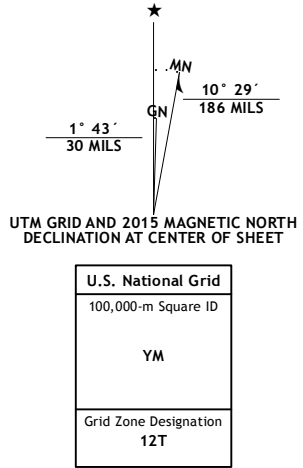 ★
MN
10° 29´
186 MILS
GN
1° 43´
30 MILS
UTM GRID AND 2015 MAGNETIC NORTH
DECLINATION AT CENTER OF SHEET
U.S. National Grid
100,000-m Square ID
YM
Grid Zone Designation
12T